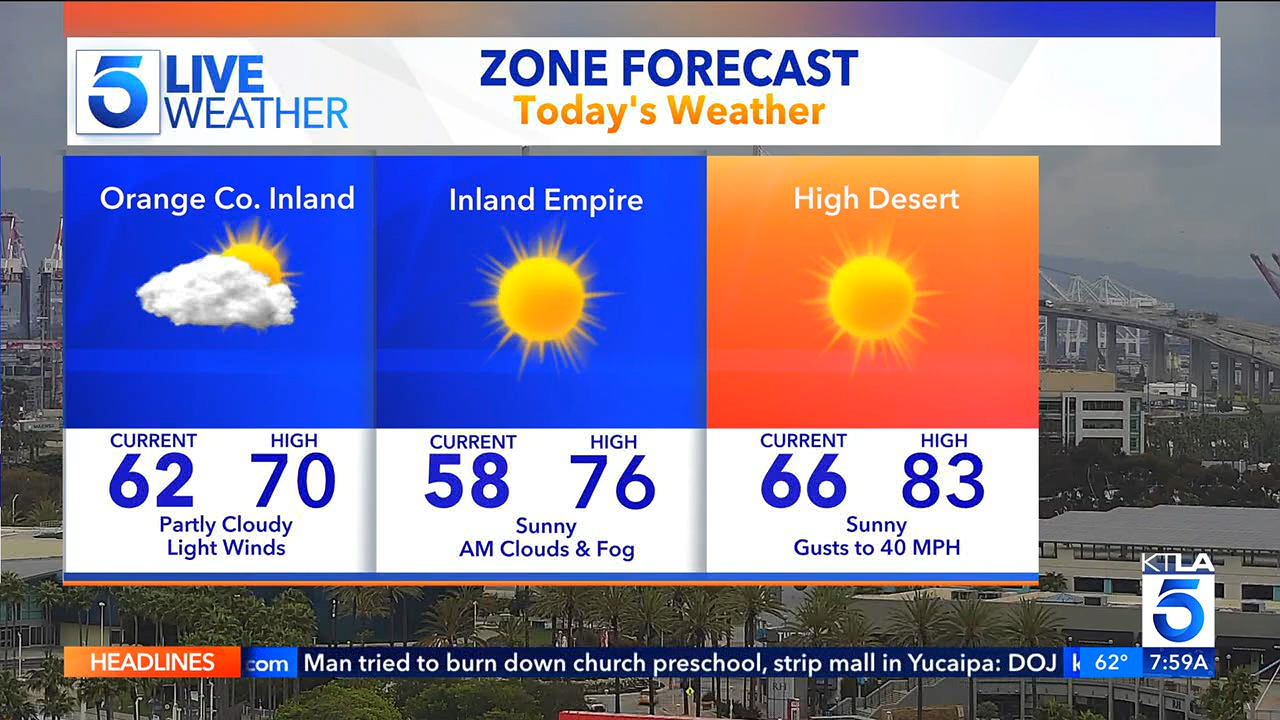 5 LIVE
WEATHER
ZONE FORECAST
Today's Weather
Orange Co. Inland
CURRENT HIGH
62 70
Partly Cloudy
Light Winds
Inland Empire
CURRENT HIGH
58 76
Sunny
AM Clouds & Fog
High Desert
CURRENT HIGH
66 83
Sunny
Gusts to 40 MPH
KTLA
5
HEADLINES com Man tried to burn down church preschool, strip mall in Yucaipa: DOJ k 62° 7:59A